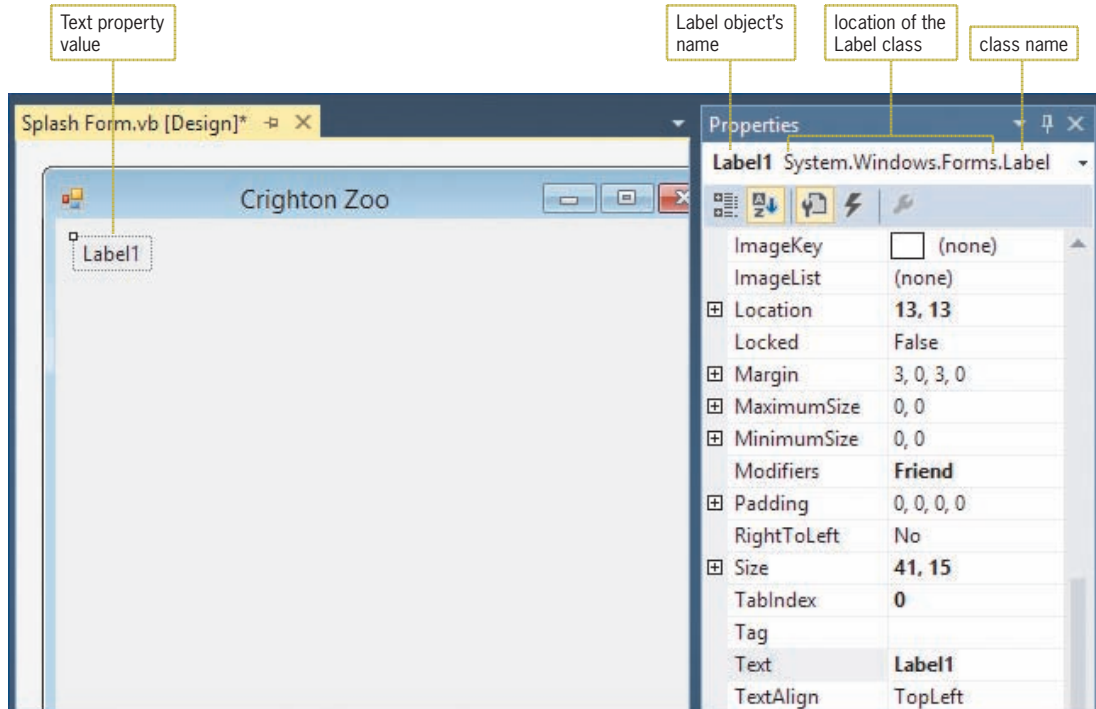 Text property
value
Label object's
name
location of the
Label class
class name
Splash Form.vb [Design]*
Crighton Zoo
Label1
Properties
Label1 System.Windows.Forms.Label
ImageKey (none)
ImageList (none)
Location 13, 13
Locked False
Margin 3, 0, 3, 0
MaximumSize 0, 0
MinimumSize 0, 0
Modifiers Friend
Padding 0, 0, 0, 0
RightToLeft No
Size 41, 15
TabIndex 0
Tag
Text Label1
TextAlign TopLeft